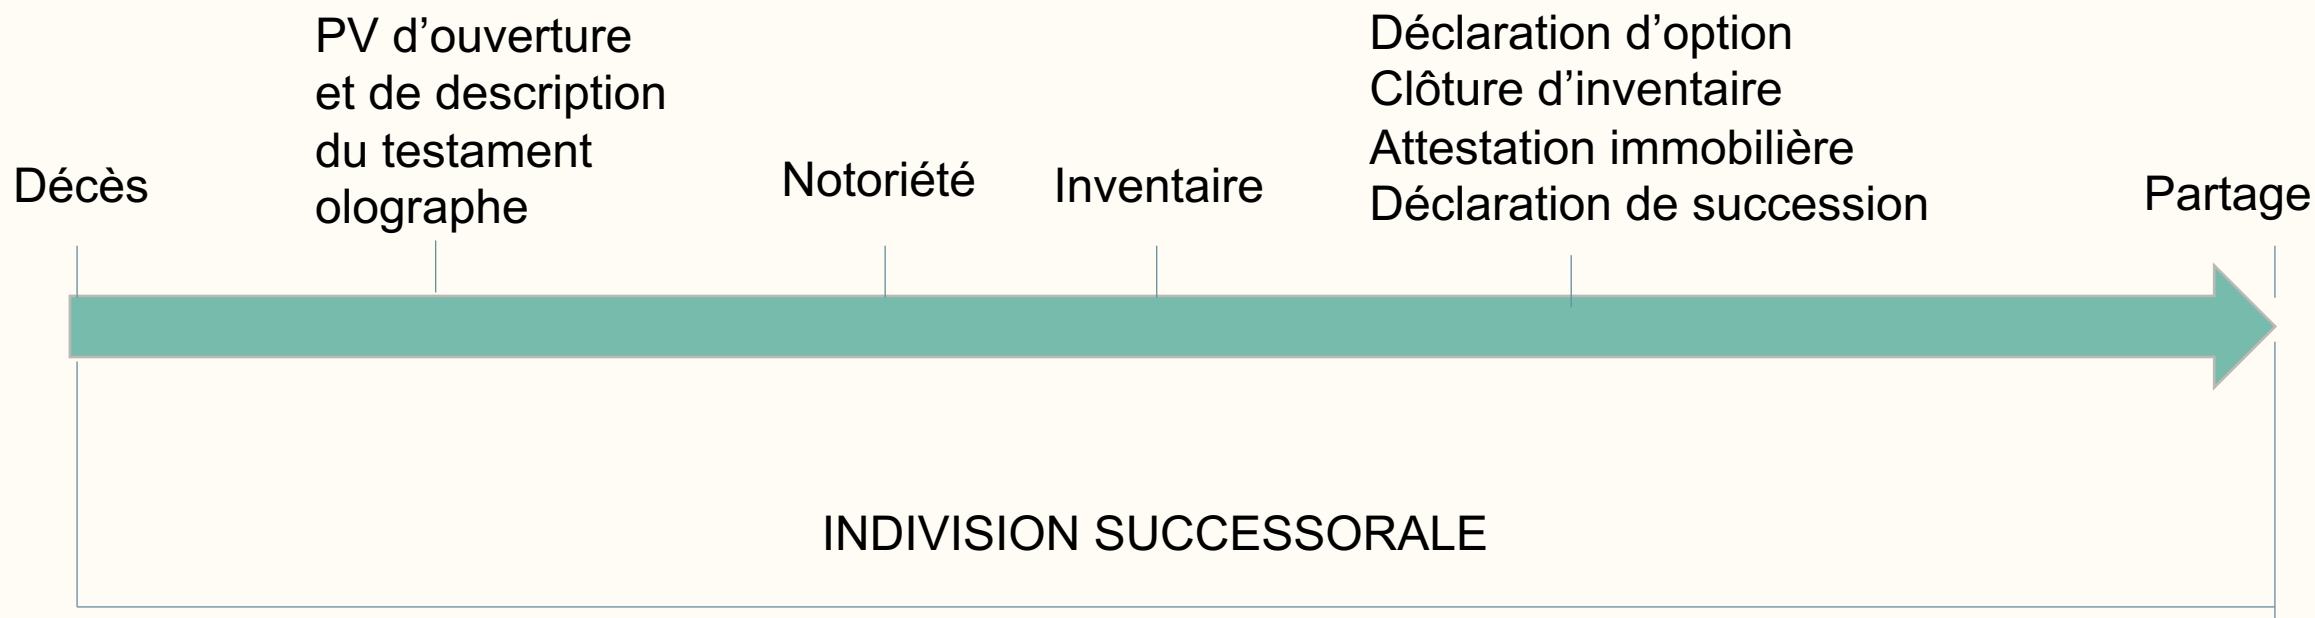 Décès
PV d’ouverture
et de description
du testament
olographe
Notoriété
Inventaire
Déclaration d’option
Clôture d’inventaire
Attestation immobilière
Déclaration de succession
Partage
INDIVISION SUCCESSORALE